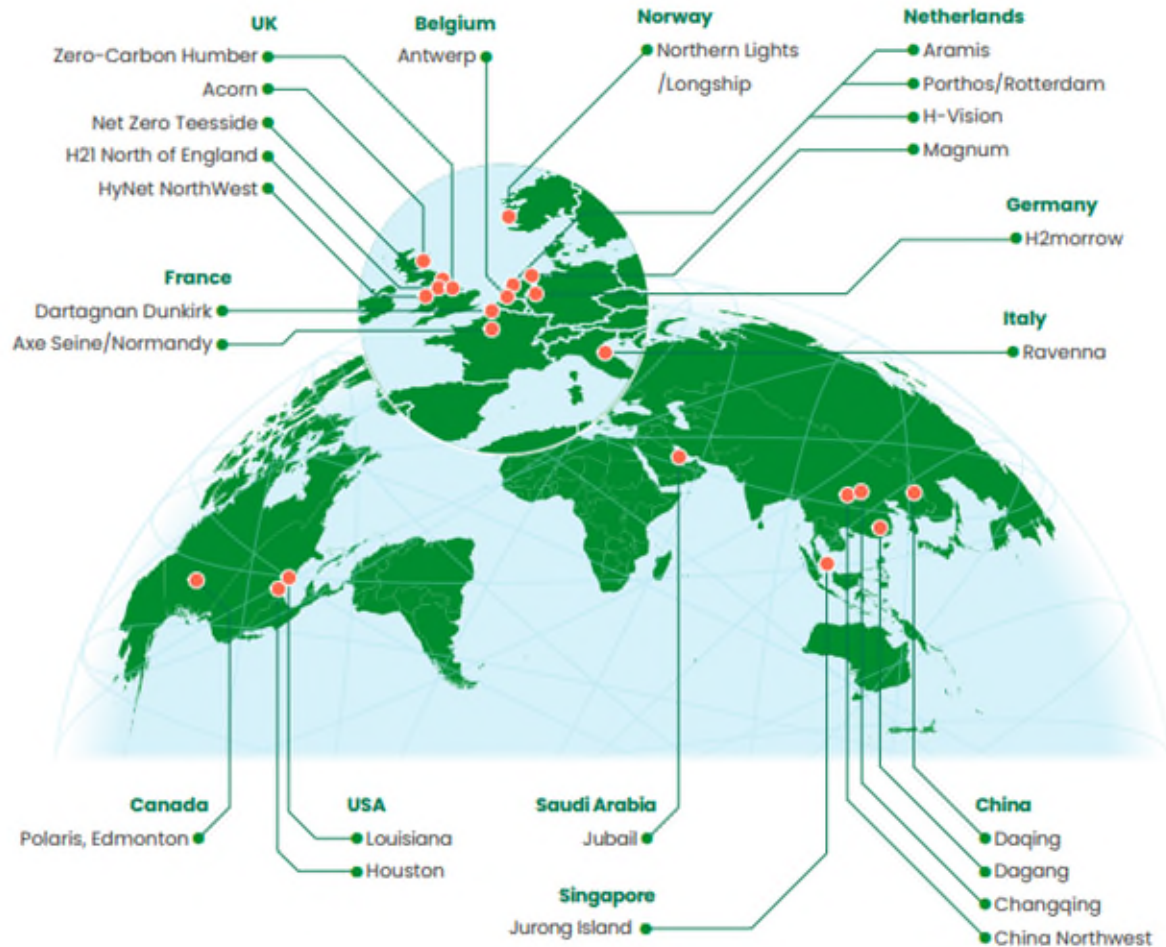 UK
Zero-Carbon Humber
Acorn
Net Zero Teesside
H21 North of England
HyNet NorthWest
Belgium
Antwerp
Norway
Northern Lights
/Longship
Netherlands
Aramis
Porthos/Rotterdam
H-Vision
Magnum
Germany
H2morrow
France
Dartagnan Dunkirk
Axe Seine/Normandy
Italy
Ravenna
Canada
Polaris, Edmonton
USA
Louisiana
Houston
Saudi Arabia
Jubail
Singapore
Jurong Island
China
Daqing
Dagang
Changqing
China Northwest